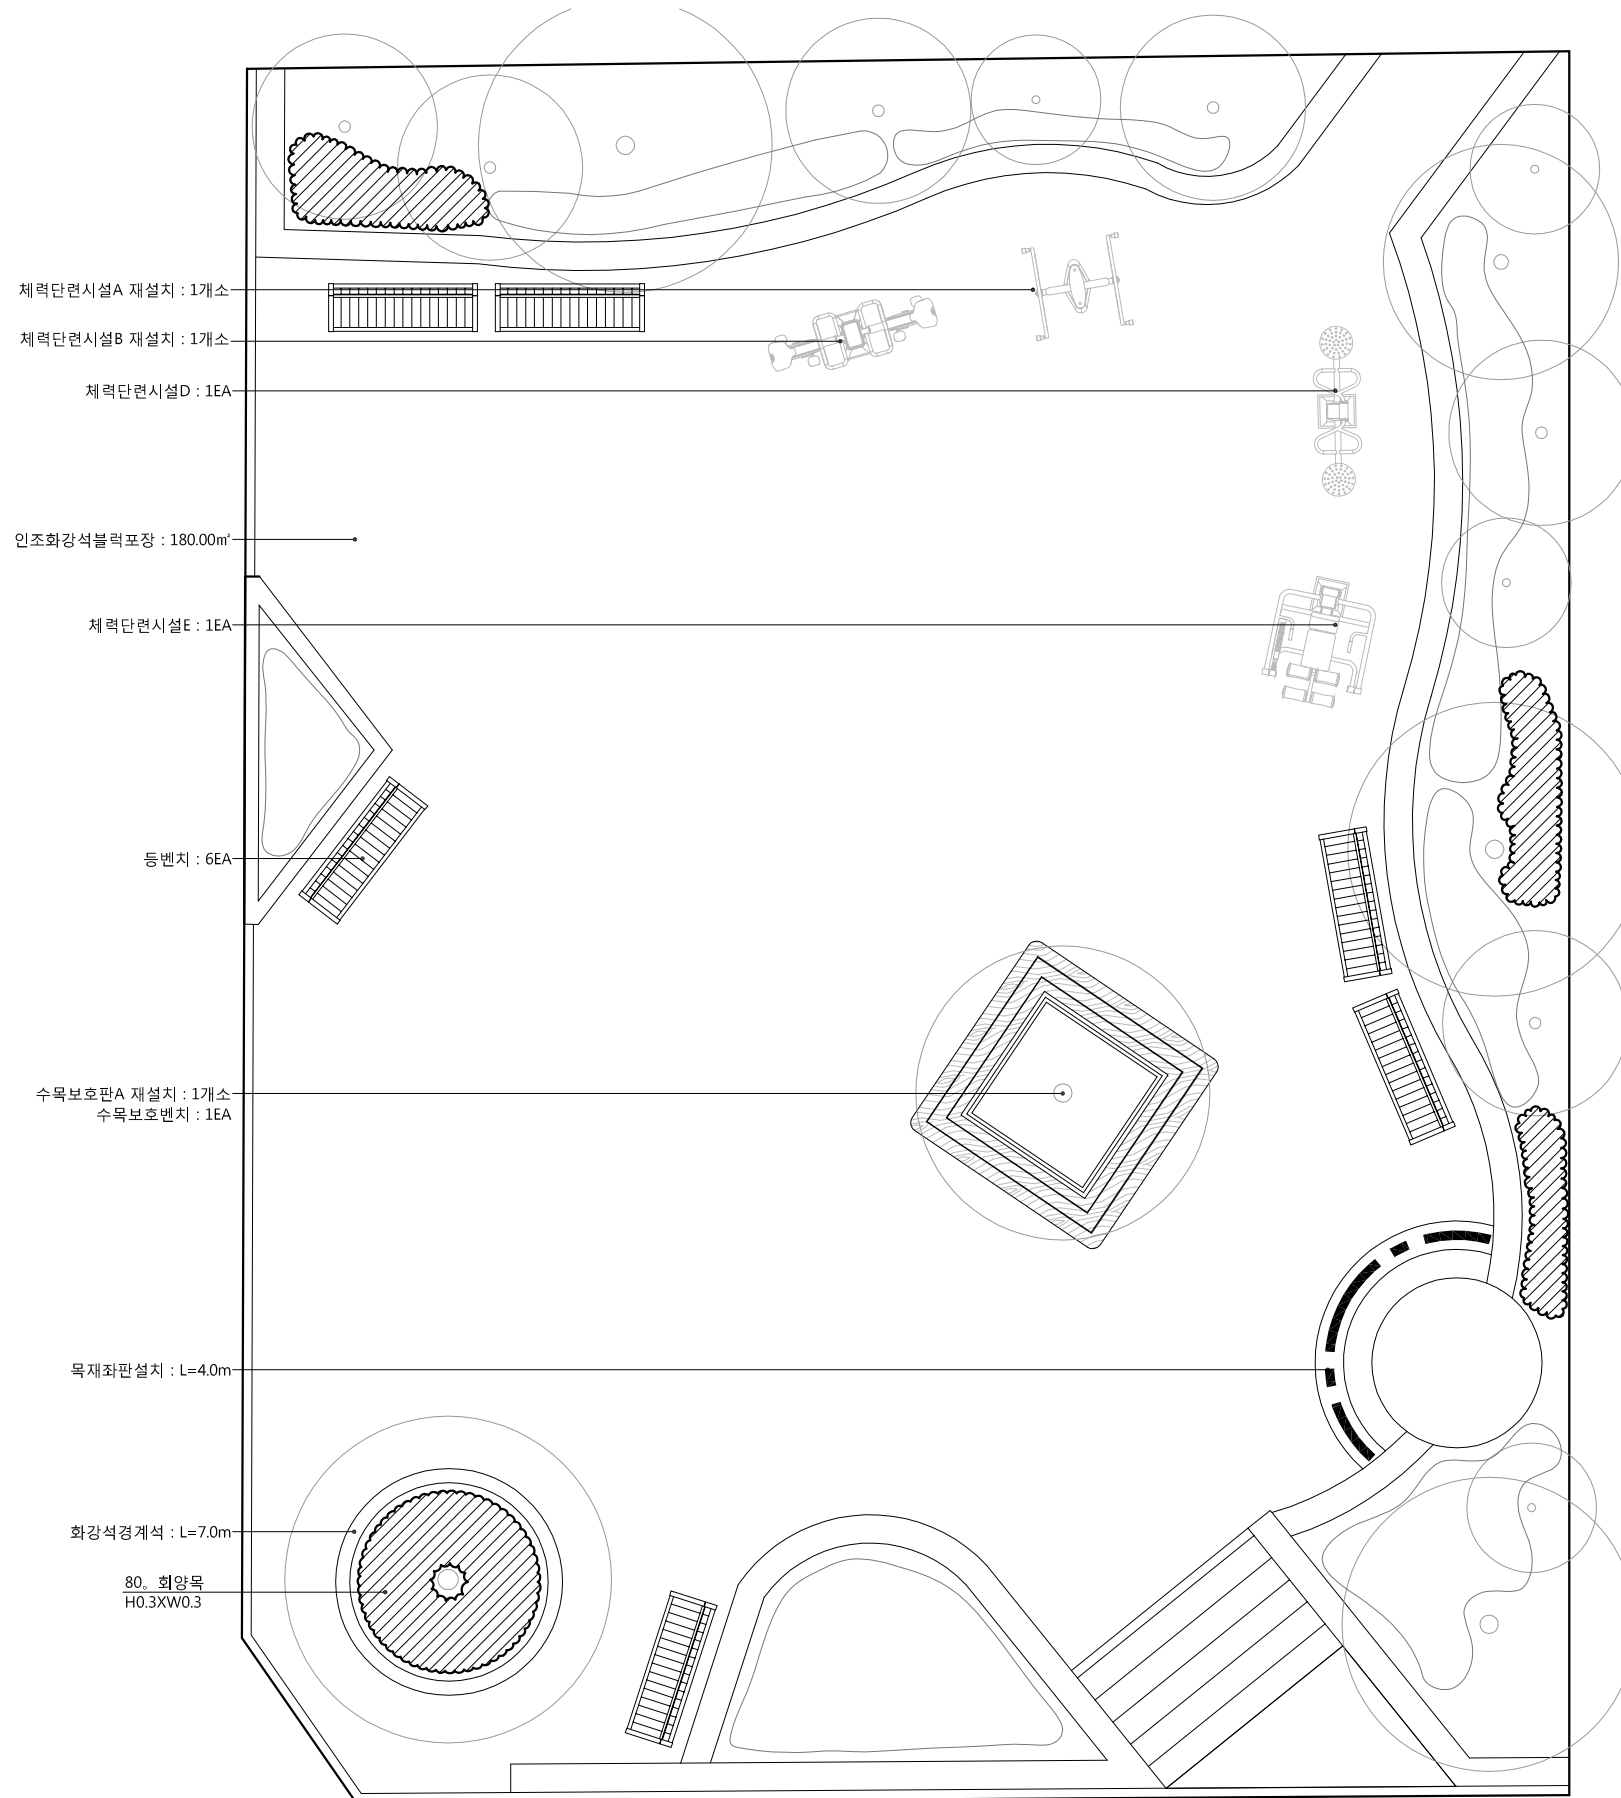 체력단련시설A 재설치 : 1개소
체력단련시설B 재설치 : 1개소
체력단련시설D : 1EA
인조화강석블럭포장 : 180.00㎡
체력단련시설E : 1EA
등벤치 : 6EA
수목보호판A 재설치 : 1개소
수목보호벤치 : 1EA
목재좌판설치 : L=4.0m
화강석경계석 : L=7.0m
80。회양목
H0.3XW0.3